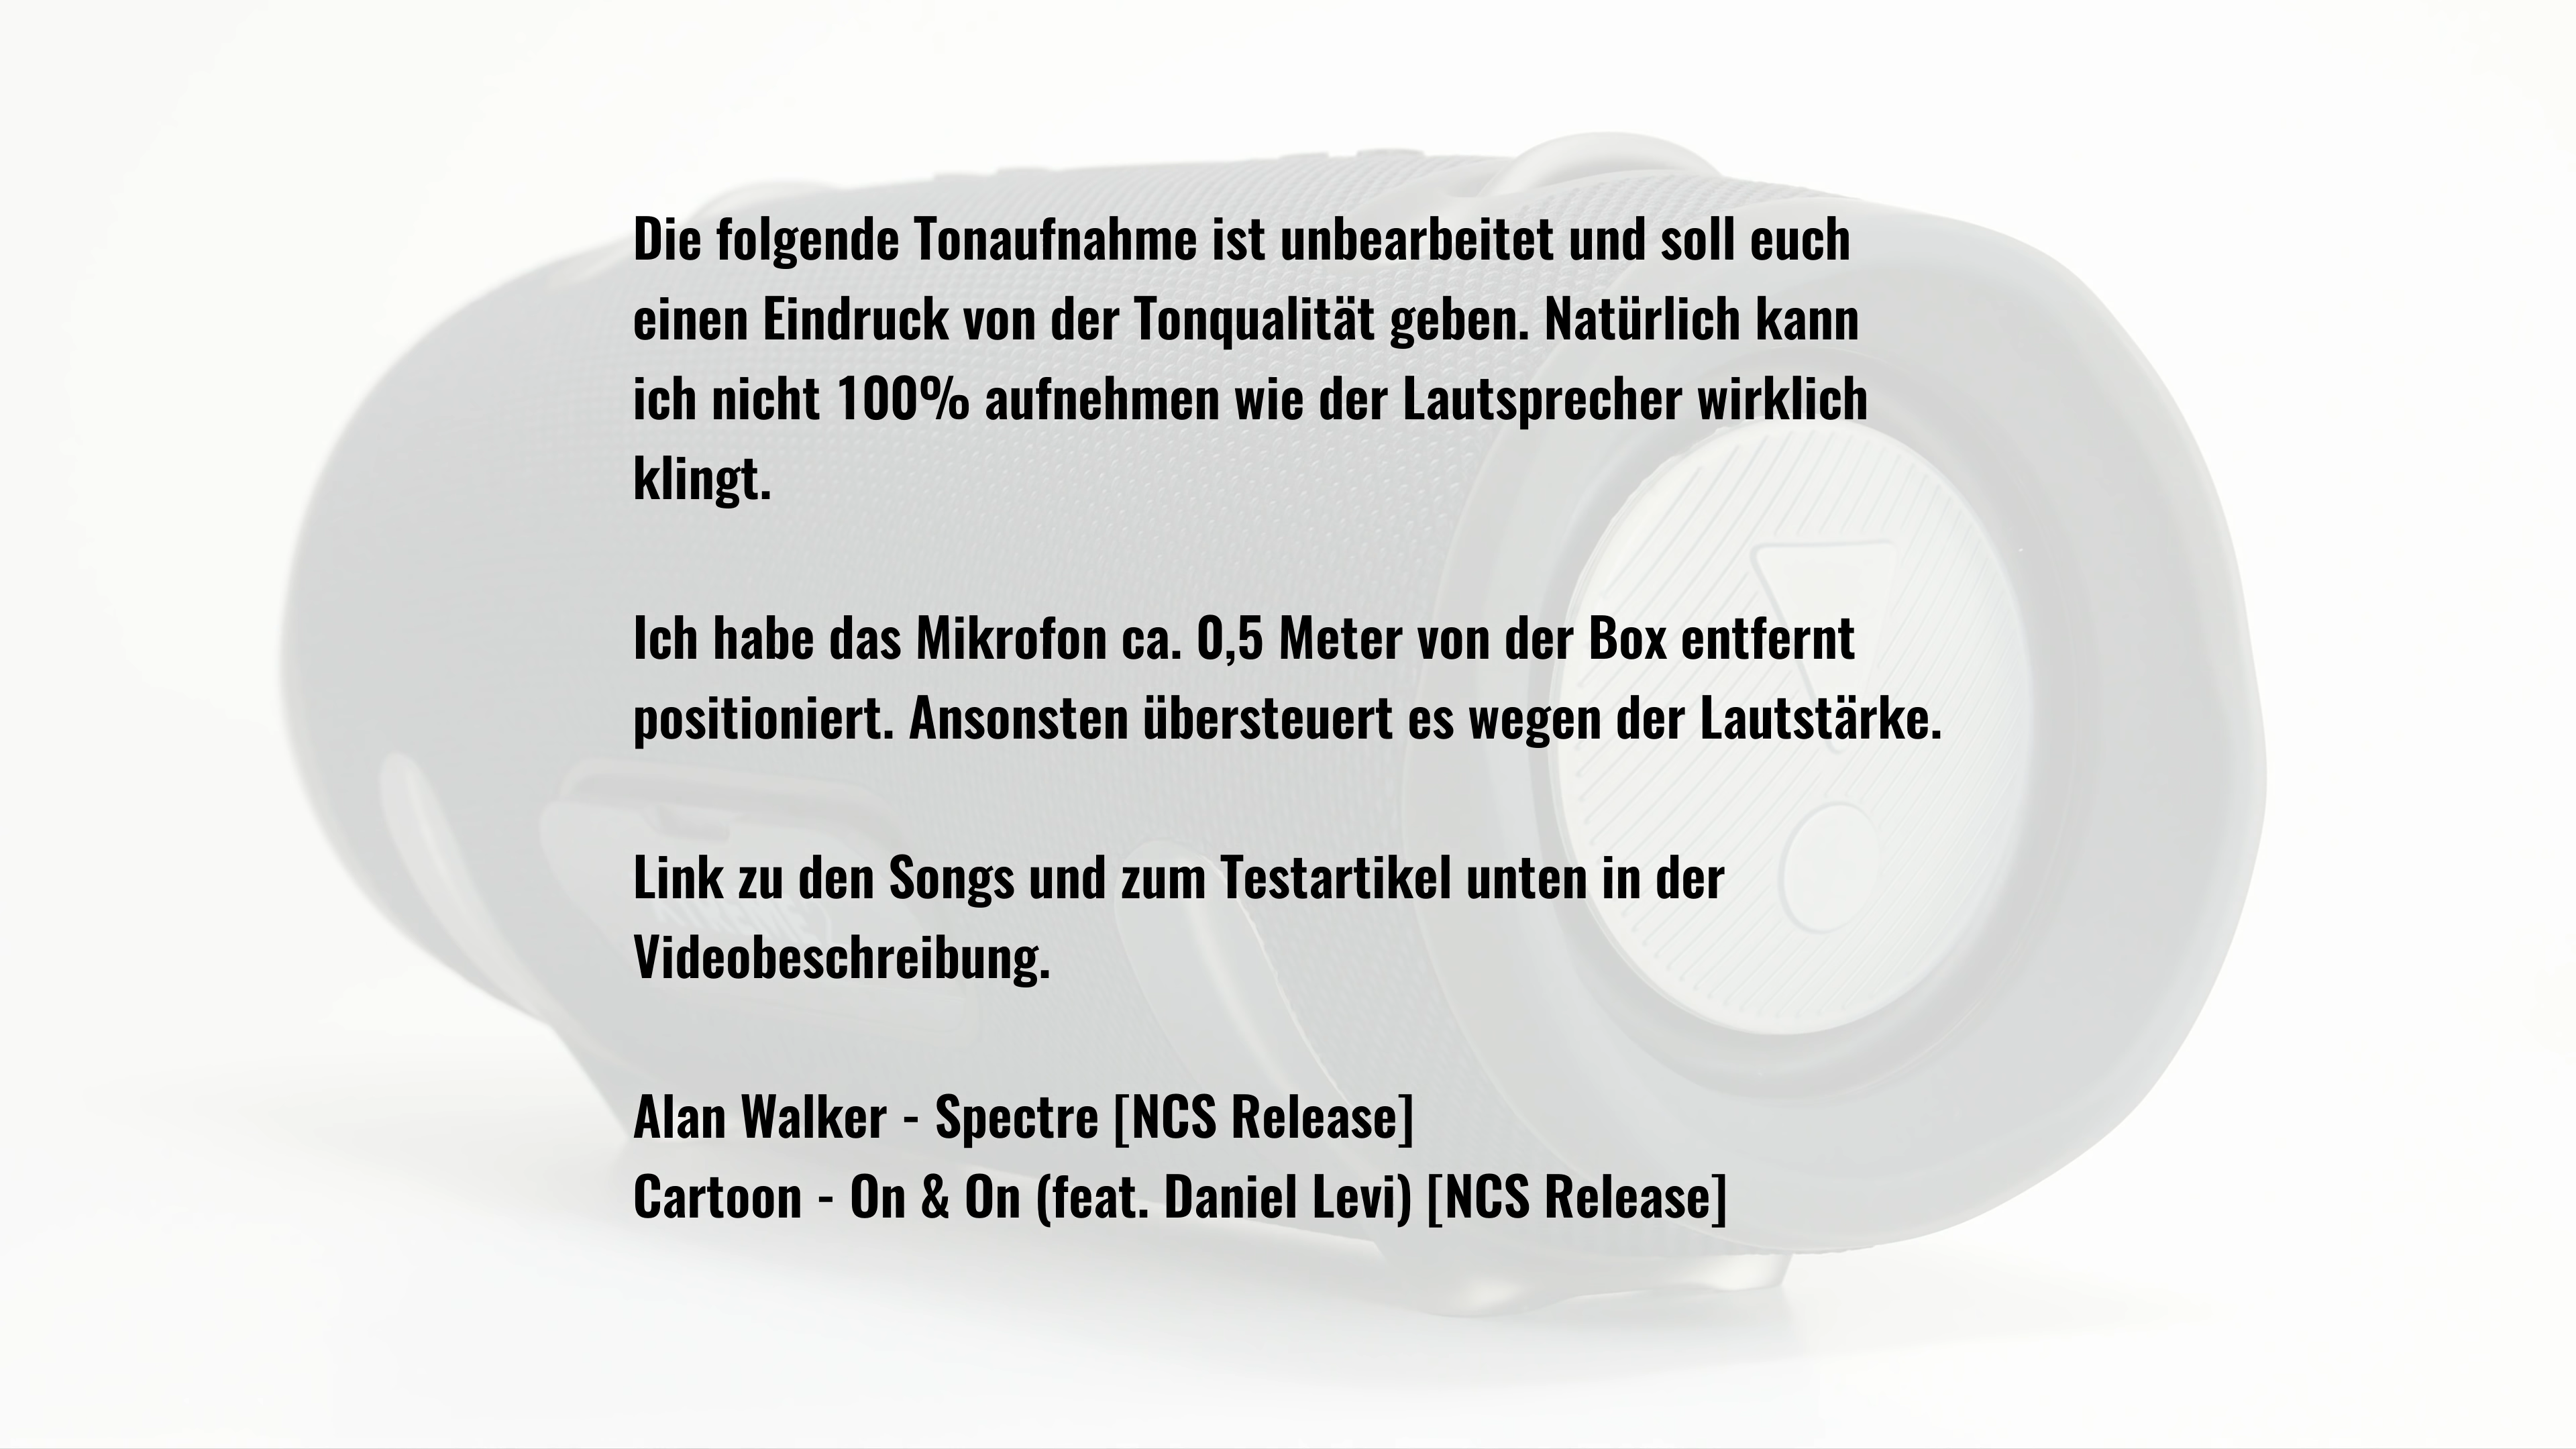 Die folgende Tonaufnahme ist unbearbeitet und soll euch
einen Eindruck von der Tonqualität geben. Natürlich kann
ich nicht 100% aufnehmen wie der Lautsprecher wirklich
klingt.
Ich habe das Mikrofon ca. 0,5 Meter von der Box entfernt
positioniert. Ansonsten übersteuert es wegen der Lautstärke.
Link zu den Songs und zum Testartikel unten in der
Videobeschreibung.
Alan Walker - Spectre [NCS Release]
Cartoon - On & On (feat. Daniel Levi) [NCS Release]